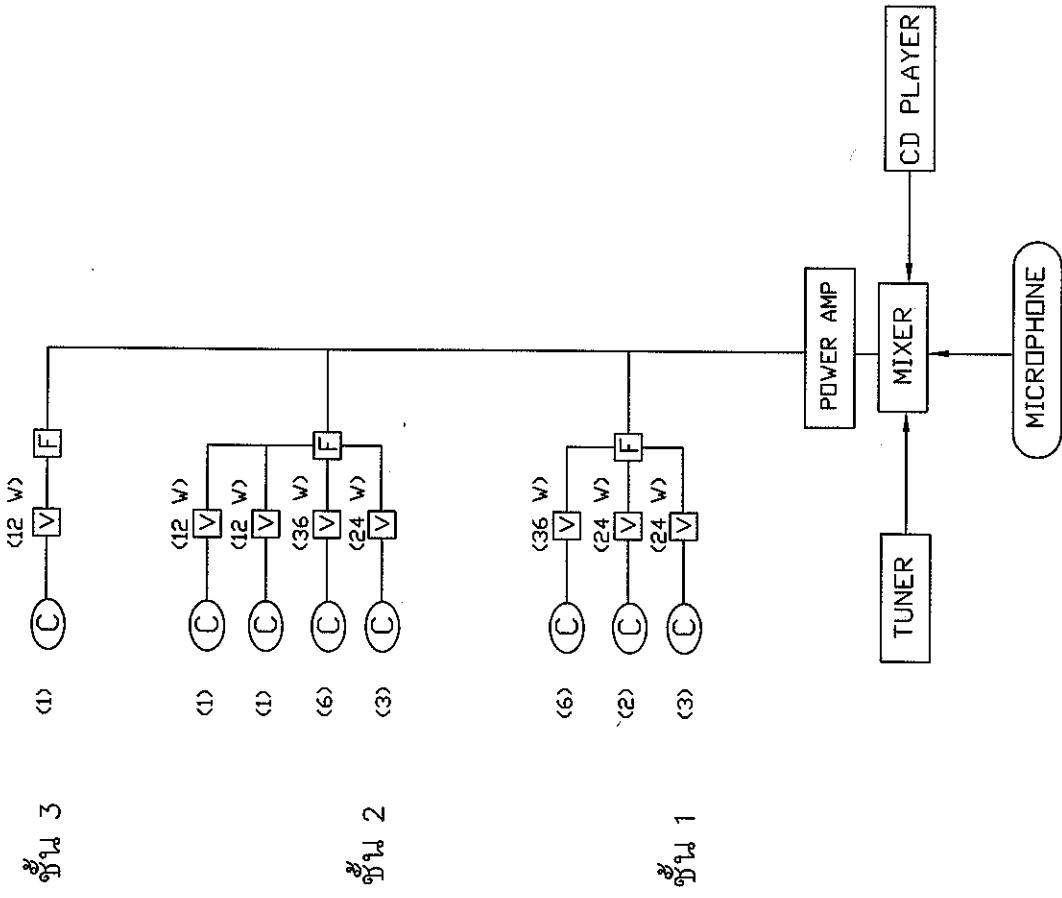 (12 W)
ชั้น 3 (1) C V F
(12 W)
(1) C V
(12 W)
(1) C V
(36 W)
(6) C V F
(24 W)
ชั้น 2 (3) C V
(36 W)
(6) C V
(24 W)
(2) C V F
(24 W)
ชั้น 1 (3) C V
POWER AMP
TUNER MIXER CD PLAYER
MICROPHONE